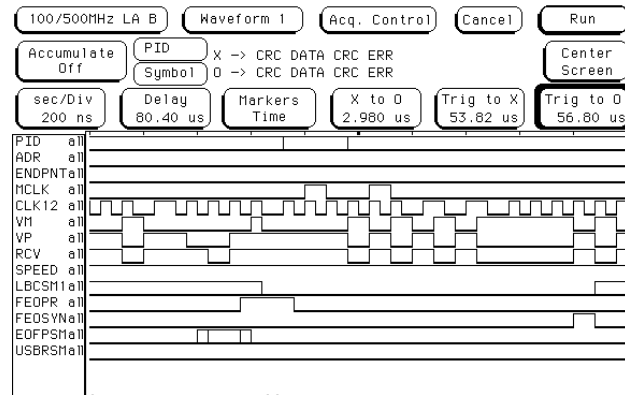 100/500MHz LA B Waveform 1 Acq. Control Cancel Run
Accumulate Off PID X -> CRC DATA CRC ERR Center Screen
Symbol O -> CRC DATA CRC ERR
sec/Div Delay Markers X to O Trig to X Trig to O
200 ns 80.40 us Time 2.980 us 53.82 us 56.80 us
PID all
ADR all
ENDPNTall
MCLK all
CLK12 all
VM all
VP all
RCV all
SPEED all
LBCSM1all
FEOPR all
FEOSYNall
EOFPSMall
USBRSMall